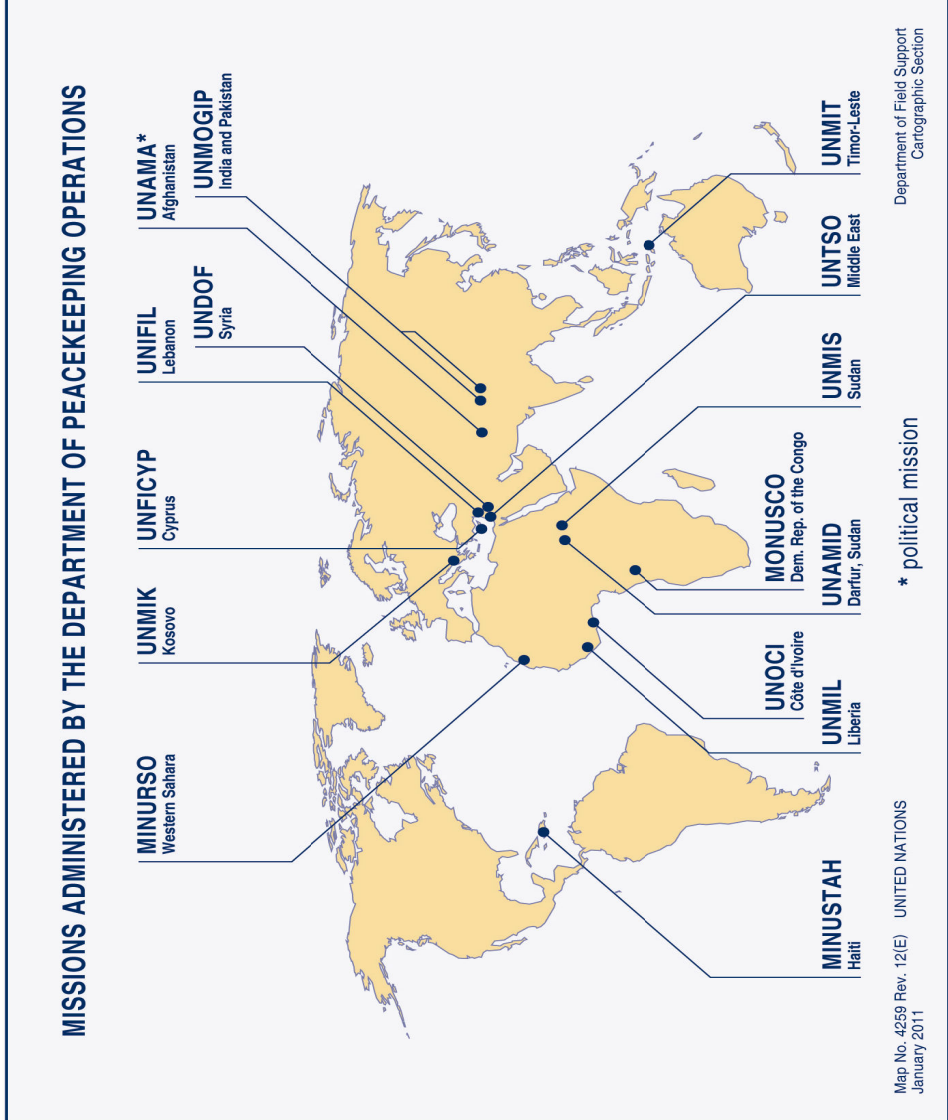 MISSIONS ADMINISTERED BY THE DEPARTMENT OF PEACEKEEPING OPERATIONS
MINURSO
Western Sahara
UNMIK
Kosovo
UNFICYP
Cyprus
UNIFIL
Lebanon
UNDOF
Syria
UNAMA*
Afghanistan
UNMOGIP
India and Pakistan
MINUSTAH
Haiti
UNMIL
Liberia
UNOCI
Côte d'Ivoire
UNAMID
Darfur, Sudan
MONUSCO
Dem. Rep. of the Congo
UNMIS
Sudan
UNTSO
Middle East
UNMIT
Timor-Leste
* political mission
Map No. 4259 Rev. 12(E) UNITED NATIONS
January 2011
Department of Field Support
Cartographic Section